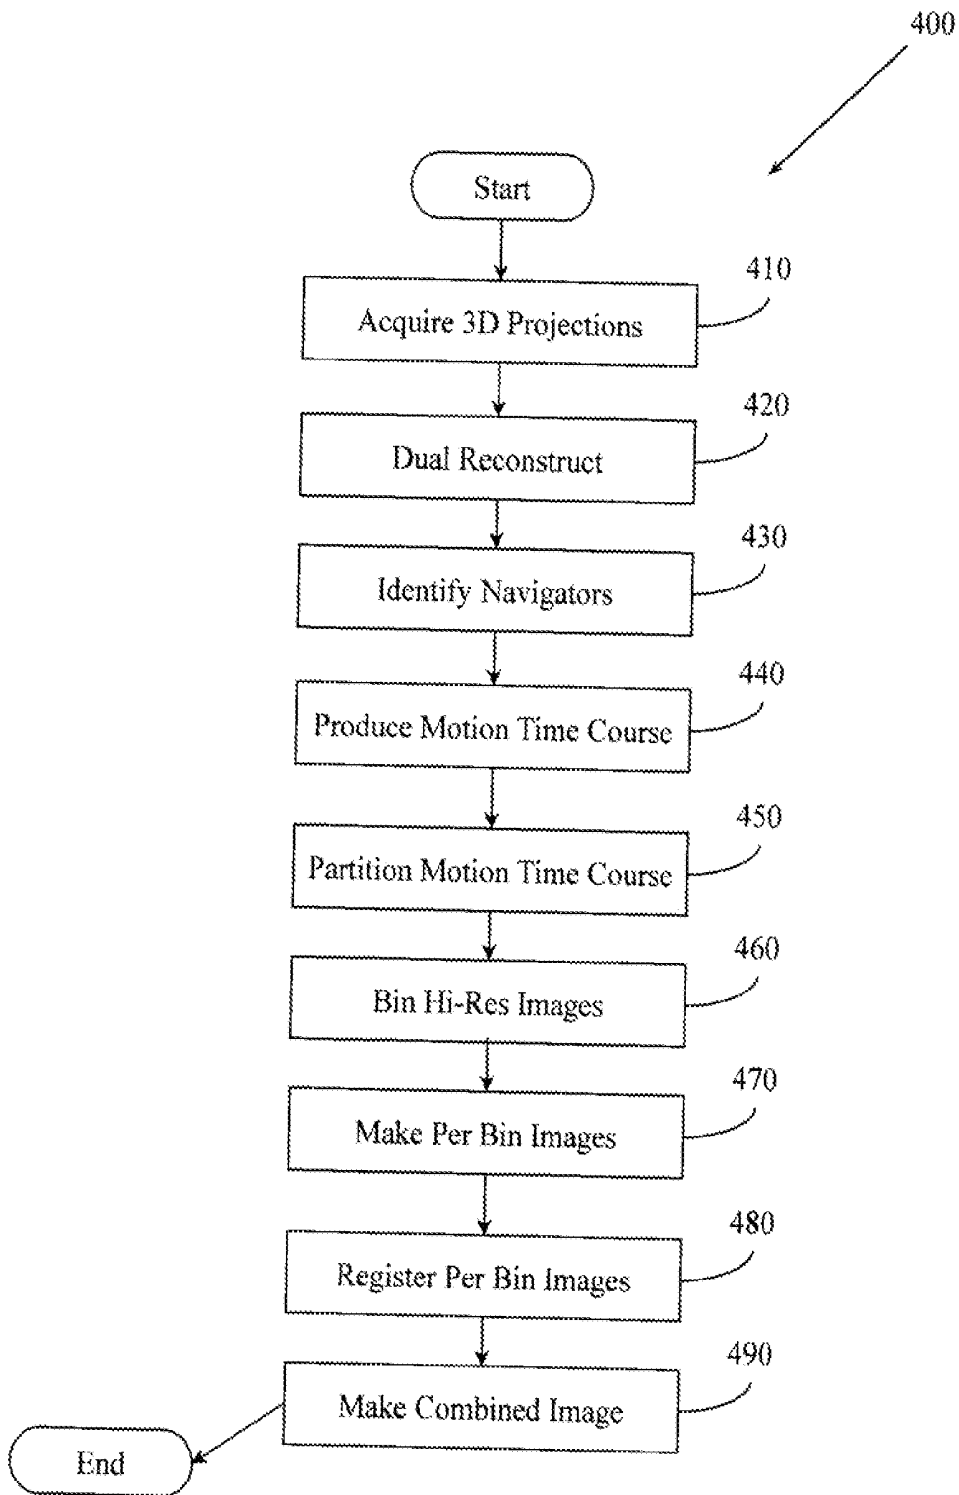 400
Start
410
Acquire 3D Projections
420
Dual Reconstruct
430
Identify Navigators
440
Produce Motion Time Course
450
Partition Motion Time Course
460
Bin Hi-Res Images
470
Make Per Bin Images
480
Register Per Bin Images
490
Make Combined Image
End